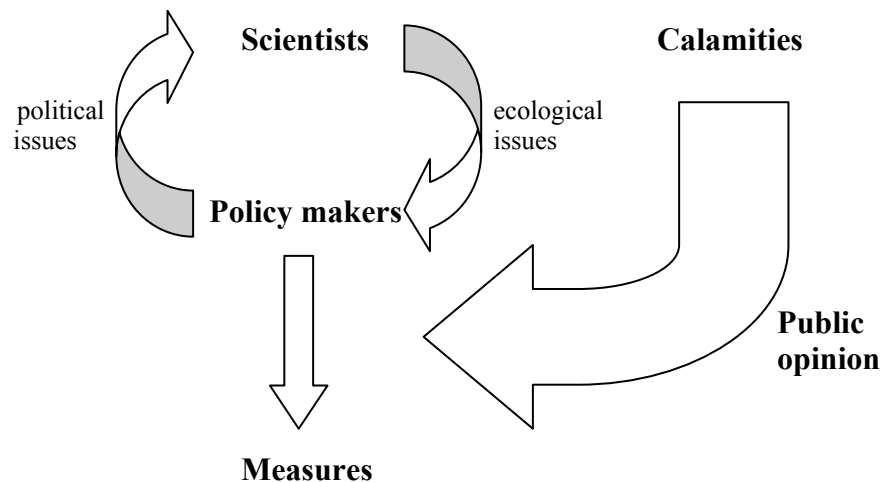 Scientists
Calamities
political
issues
ecological
issues
Policy makers
Public
opinion
Measures